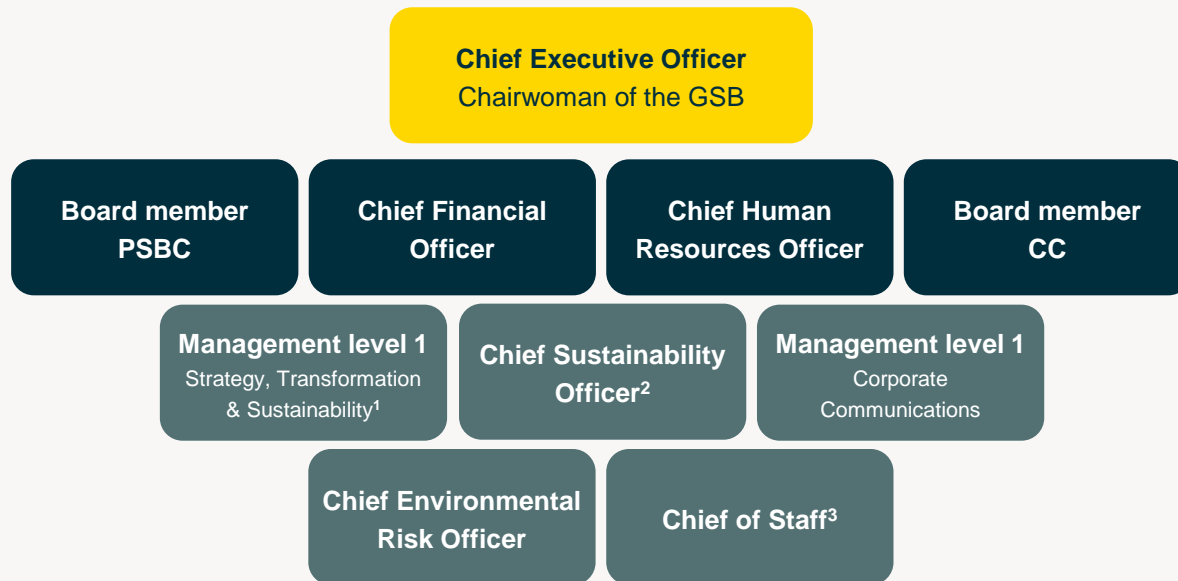 Chief Executive Officer
Chairwoman of the GSB
Board member
PSBC
Chief Financial
Officer
Chief Human
Resources Officer
Board member
CC
Management level 1
Strategy, Transformation
& Sustainability¹
Chief Sustainability
Officer²
Management level 1
Corporate
Communications
Chief Environmental
Risk Officer
Chief of Staff³